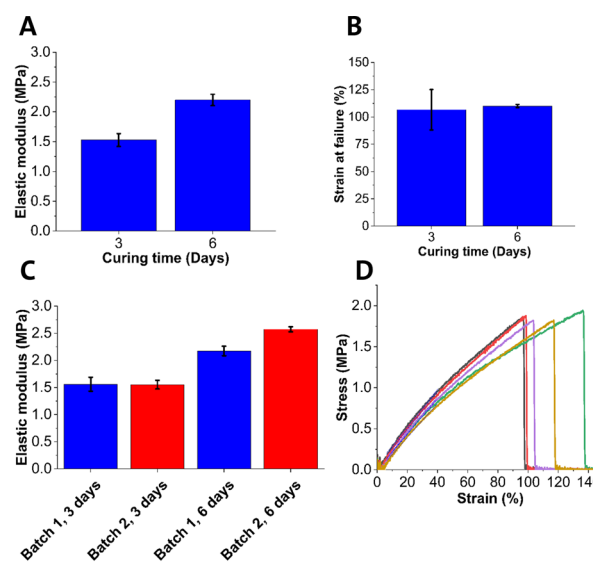 A
Elastic modulus (MPa)
3.0
2.5
2.0
1.5
1.0
0.5
0.0
3
6
Curing time (Days)
B
Strain at failure (%)
150
125
100
75
50
25
0
3
6
Curing time (Days)
C
Elastic modulus (MPa)
3.0
2.5
2.0
1.5
1.0
0.5
0.0
Batch 1, 3 days
Batch 2, 3 days
Batch 1, 6 days
Batch 2, 6 days
D
Stress (MPa)
2.0
1.5
1.0
0.5
0.0
0
20
40
60
80
100
120
14
Strain (%)